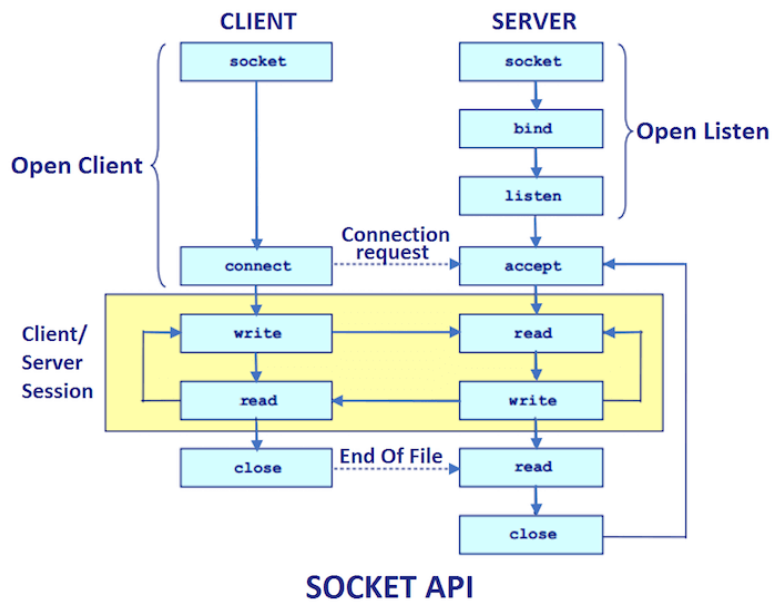 CLIENT
SERVER
socket
socket
bind
Open Client
Open Listen
listen
Connection
request
connect
accept
Client/
Server
Session
write
read
read
write
End Of File
close
read
close
SOCKET API